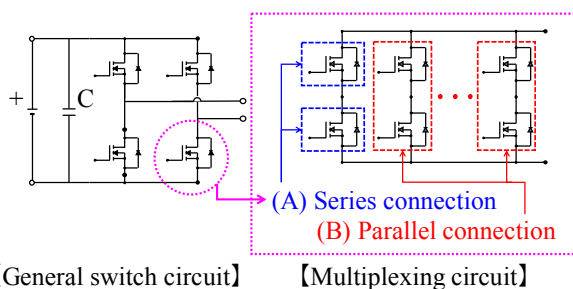 +
C
(A) Series connection
(B) Parallel connection
General switch circuit】
【Multiplexing circuit】